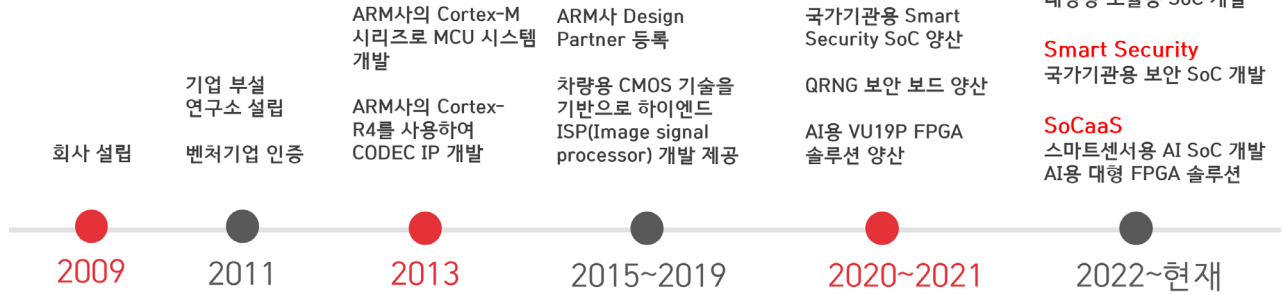 회사 설립
2009
기업 부설
연구소 설립
벤처기업 인증
2011
ARM사의 Cortex-M
시리즈로 MCU 시스템
개발
ARM사의 Cortex-
R4를 사용하여
CODEC IP 개발
2013
ARM사 Design
Partner 등록
차량용 CMOS 기술을
기반으로 하이엔드
ISP(Image signal
processor) 개발 제공
2015~2019
국가기관용 Smart
Security SoC 양산
QRNG 보안 보드 양산
AI용 VU19P FPGA
솔루션 양산
2020~2021
SoC 개발
Smart Security
국가기관용 보안 SoC 개발
SoCaaS
스마트센서용 AI SoC 개발
AI용 대형 FPGA 솔루션
2022~현재